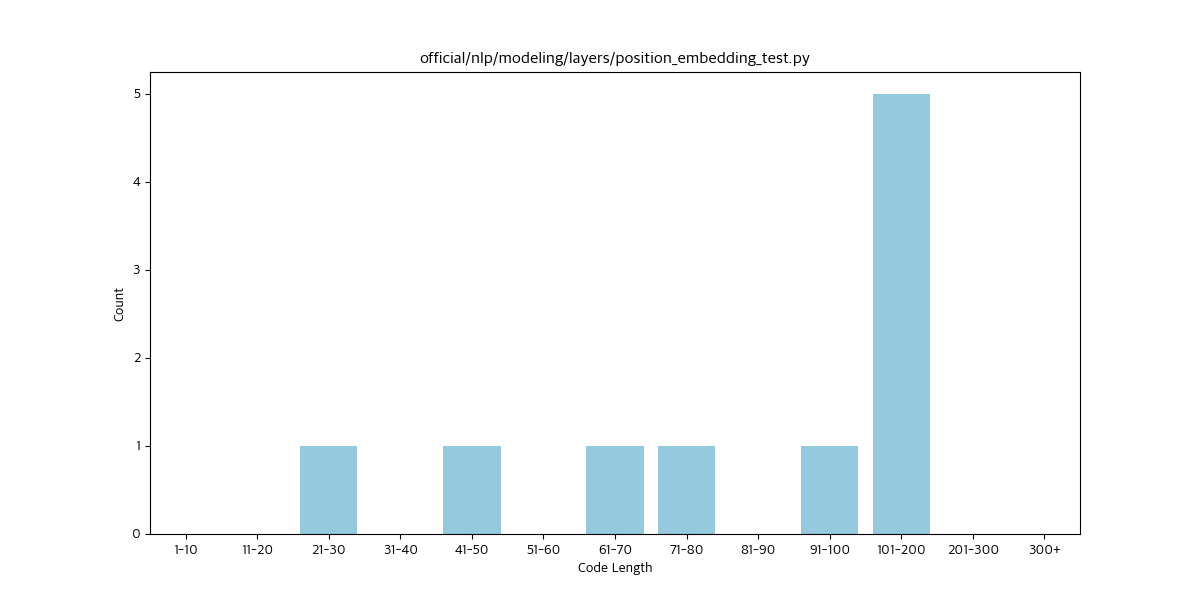 official/nlp/modeling/layers/position_embedding_test.py
5
4
3
2
1
0
Count
1-10 11-20 21-30 31-40 41-50 51-60 61-70 71-80 81-90 91-100 101-200 201-300 300+
Code Length